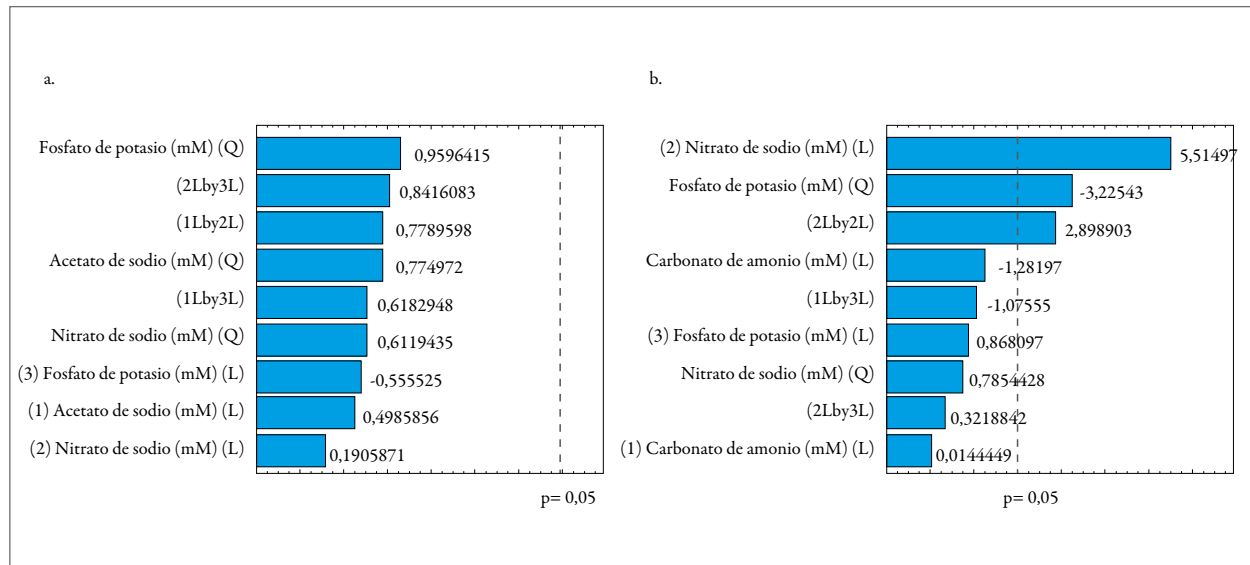 a.
Fosfato de potasio (mM) (Q)
0,9596415
(2Lby3L)
0,8416083
(1Lby2L)
0,7789598
Acetato de sodio (mM) (Q)
0,774972
(1Lby3L)
0,6182948
Nitrato de sodio (mM) (Q)
0,6119435
(3) Fosfato de potasio (mM) (L)
-0,555525
(1) Acetato de sodio (mM) (L)
0,4985856
(2) Nitrato de sodio (mM) (L)
0,1905871
p= 0,05
b.
(2) Nitrato de sodio (mM) (L)
5,51497
Fosfato de potasio (mM) (Q)
-3,22543
(2Lby2L)
2,898903
Carbonato de amonio (mM) (L)
-1,28197
(1Lby3L)
-1,07555
(3) Fosfato de potasio (mM) (L)
0,868097
Nitrato de sodio (mM) (Q)
0,7854428
(2Lby3L)
0,3218842
(1) Carbonato de amonio (mM) (L)
0,0144449
p= 0,05